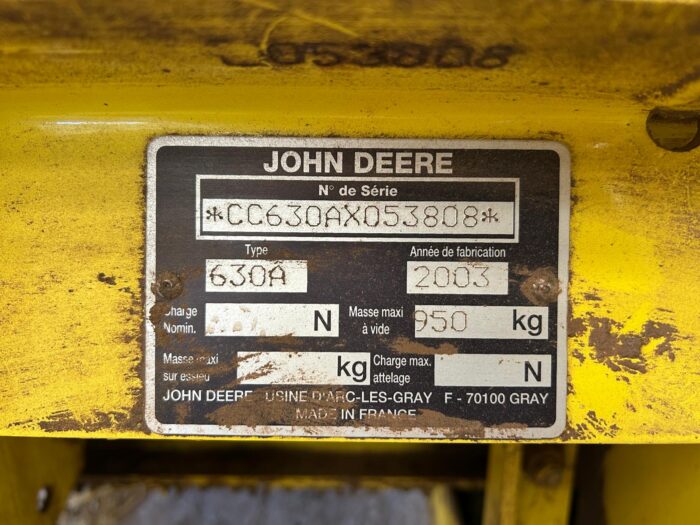 053808
JOHN DEERE
N° de Série
*CC630AX053808*
Type
630A
Année de fabrication
2003
Charge Nomin.
N
Masse maxi à vide
950 kg
Masse maxi sur essieu
kg
Charge max. attelage
N
JOHN DEERE USINE D'ARC-LES-GRAY F - 70100 GRAY
MADE IN FRANCE